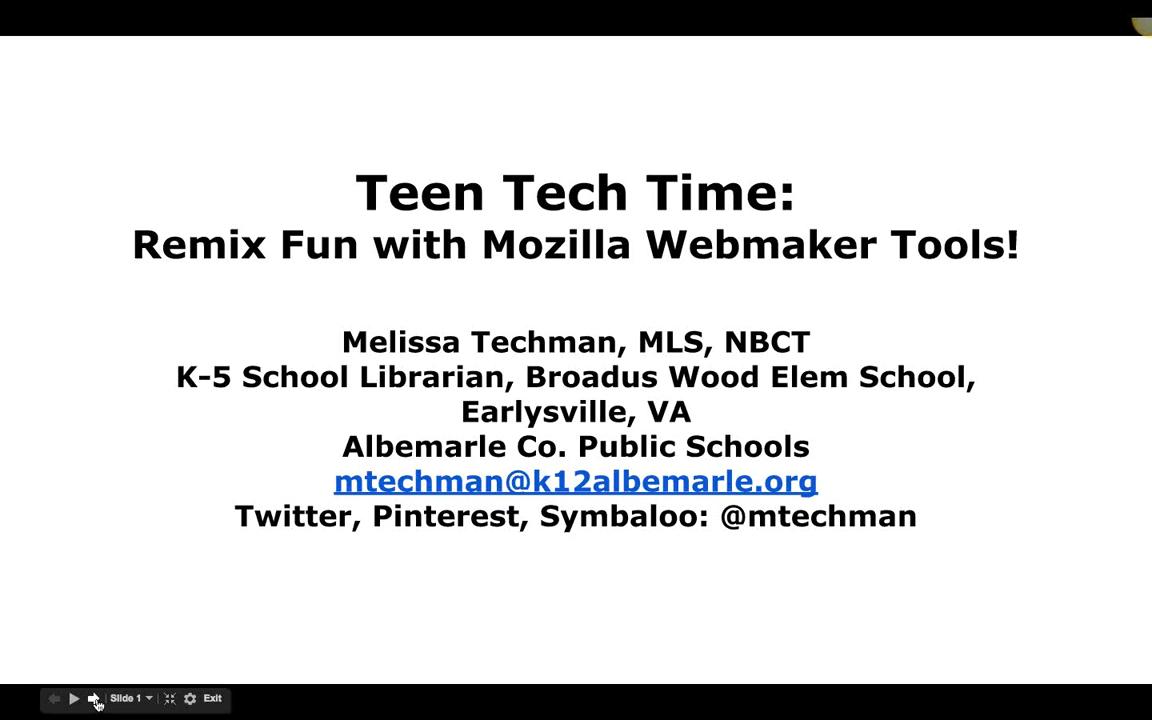 Teen Tech Time:
Remix Fun with Mozilla Webmaker Tools!
Melissa Techman, MLS, NBCT
K-5 School Librarian, Broadus Wood Elem School,
Earlysville, VA
Albemarle Co. Public Schools
mtechman@k12albemarle.org
Twitter, Pinterest, Symbaloo: @mtechman
Slide 1 Exit